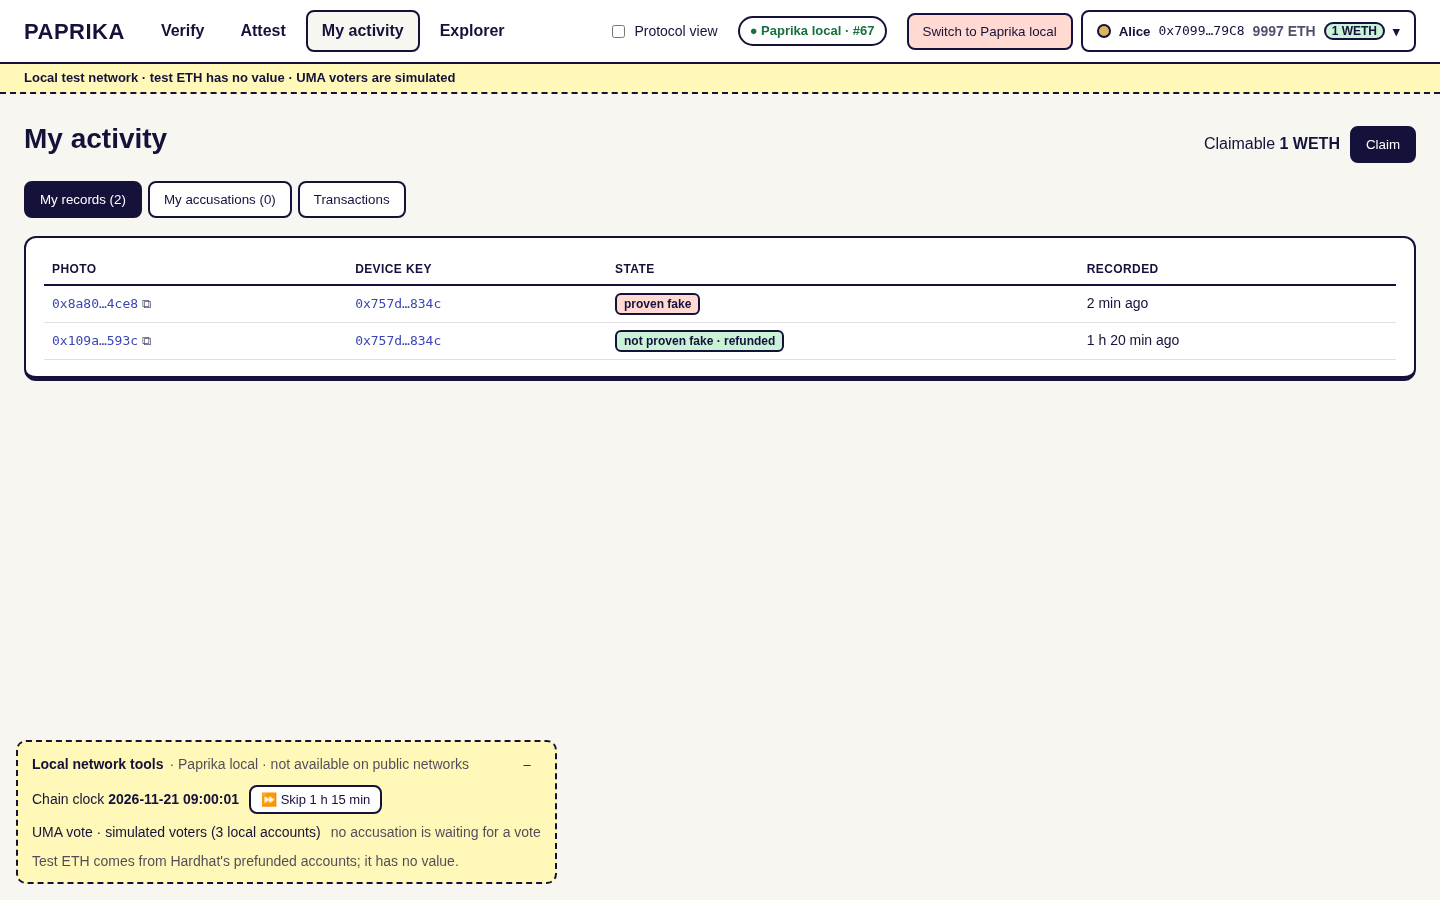 PAPRIKA Verify Attest My activity Explorer Protocol view ● Paprika local · #67 Switch to Paprika local Alice 0x7099…79C8 9997 ETH 1 WETH ▾
Local test network · test ETH has no value · UMA voters are simulated
My activity
Claimable 1 WETH Claim
My records (2) My accusations (0) Transactions
PHOTO DEVICE KEY STATE RECORDED
0x8a80…4ce8 ⧉ 0x757d…834c proven fake 2 min ago
0x109a…593c ⧉ 0x757d…834c not proven fake · refunded 1 h 20 min ago
Local network tools · Paprika local · not available on public networks –
Chain clock 2026-11-21 09:00:01 ⏩ Skip 1 h 15 min
UMA vote · simulated voters (3 local accounts) no accusation is waiting for a vote
Test ETH comes from Hardhat's prefunded accounts; it has no value.